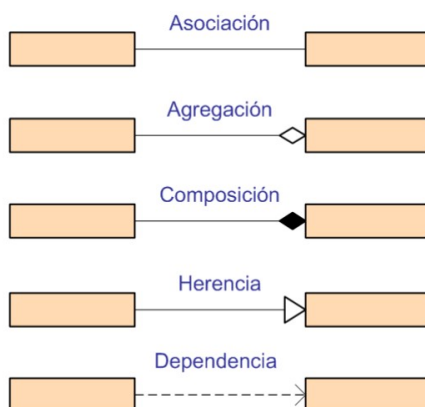 Asociación
Agregación
Composición
Herencia
Dependencia